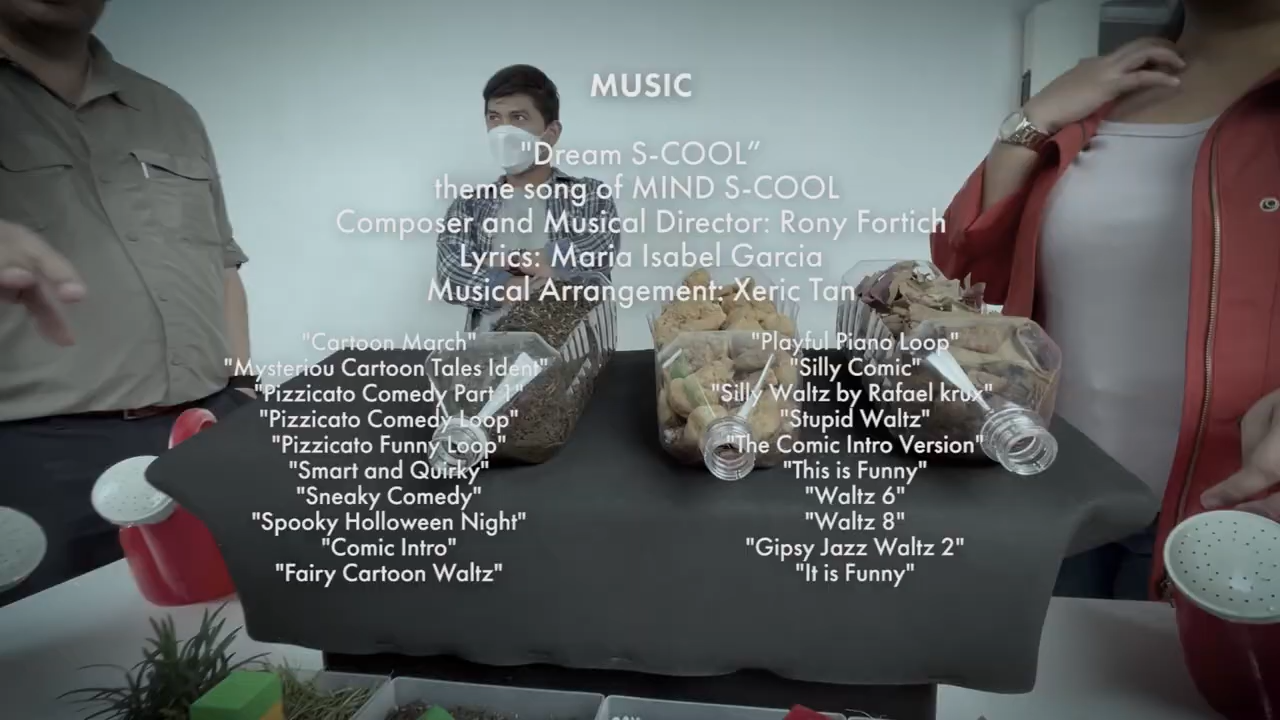 MUSIC
"Dream S-COOL”
theme song of MIND S-COOL
Composer and Musical Director: Rony Fortich
Lyrics: Maria Isabel Garcia
Musical Arrangement: Xeric Tan
"Cartoon March"
"Mysteriou Cartoon Tales Ident"
"Pizzicato Comedy Part 1"
"Pizzicato Comedy Loop"
"Pizzicato Funny Loop"
"Smart and Quirky"
"Sneaky Comedy"
"Spooky Holloween Night"
"Comic Intro"
"Fairy Cartoon Waltz"
"Playful Piano Loop"
"Silly Comic"
"Silly Waltz by Rafael krux"
"Stupid Waltz"
"The Comic Intro Version"
"This is Funny"
"Waltz 6"
"Waltz 8"
"Gipsy Jazz Waltz 2"
"It is Funny"